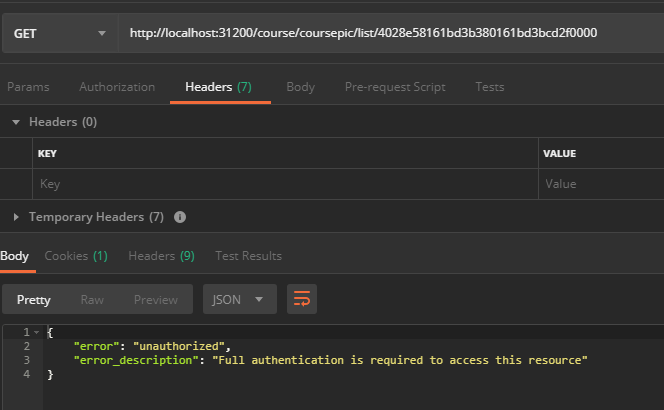 GET http://localhost:31200/course/coursepic/list/4028e58161bd3b380161bd3bcd2f0000
Params Authorization Headers (7) Body Pre-request Script Tests
Headers (0)
KEY VALUE
Key Value
Temporary Headers (7) i
Body Cookies (1) Headers (9) Test Results
Pretty Raw Preview JSON
1 {
2 "error": "unauthorized",
3 "error_description": "Full authentication is required to access this resource"
4 }